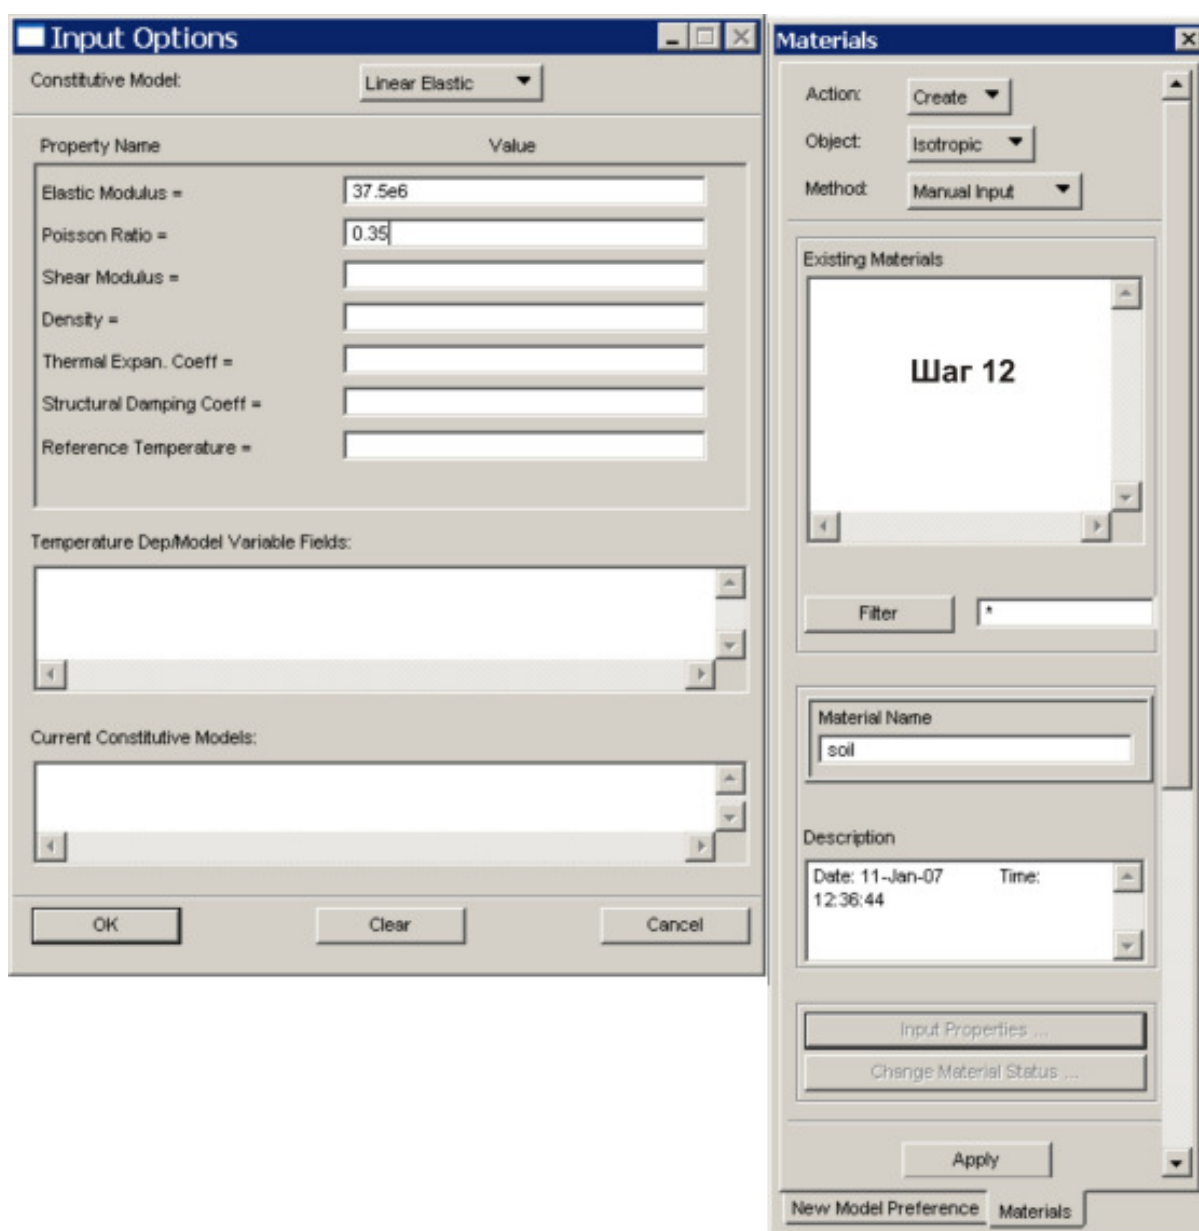 Input Options
Constitutive Model:
Linear Elastic
Property Name
Value
Elastic Modulus =
37.5e6
Poisson Ratio =
0.35
Shear Modulus =
Density =
Thermal Expan. Coeff =
Structural Damping Coeff =
Reference Temperature =
Temperature Dep/Model Variable Fields:
Current Constitutive Models:
OK
Clear
Cancel
Materials
Action:
Create
Object:
Isotropic
Method:
Manual Input
Existing Materials
Шаг 12
Filter
*
Material Name
soil
Description
Date: 11-Jan-07 Time:
12:36:44
Input Properties ...
Change Material Status ...
Apply
New Model Preference
Materials